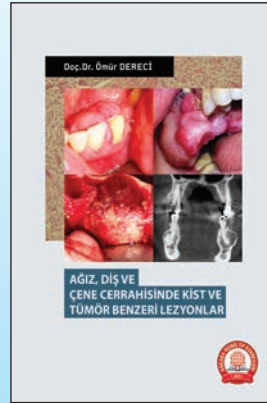 Doç.Dr. Ömür DERECİ
AĞIZ, DİŞ VE
ÇENE CERRAHİSİNDE KİST VE
TÜMÖR BENZERİ LEZYONLAR